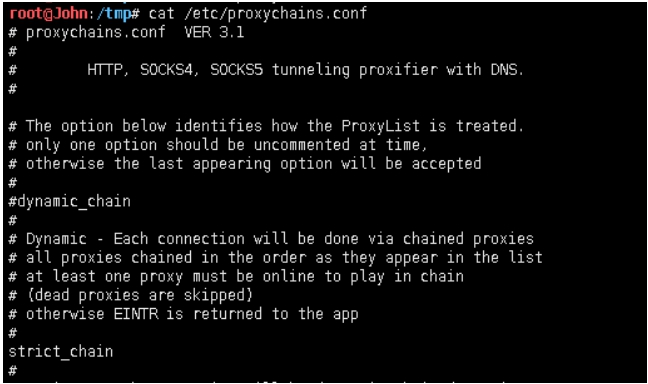 root@John:/tmp# cat /etc/proxychains.conf
# proxychains.conf  VER 3.1
#
#        HTTP, SOCKS4, SOCKS5 tunneling proxifier with DNS.
#
# The option below identifies how the ProxyList is treated.
# only one option should be uncommented at time,
# otherwise the last appearing option will be accepted
#
#dynamic_chain
#
# Dynamic - Each connection will be done via chained proxies
# all proxies chained in the order as they appear in the list
# at least one proxy must be online to play in chain
# (dead proxies are skipped)
# otherwise EINTR is returned to the app
#
strict_chain
#